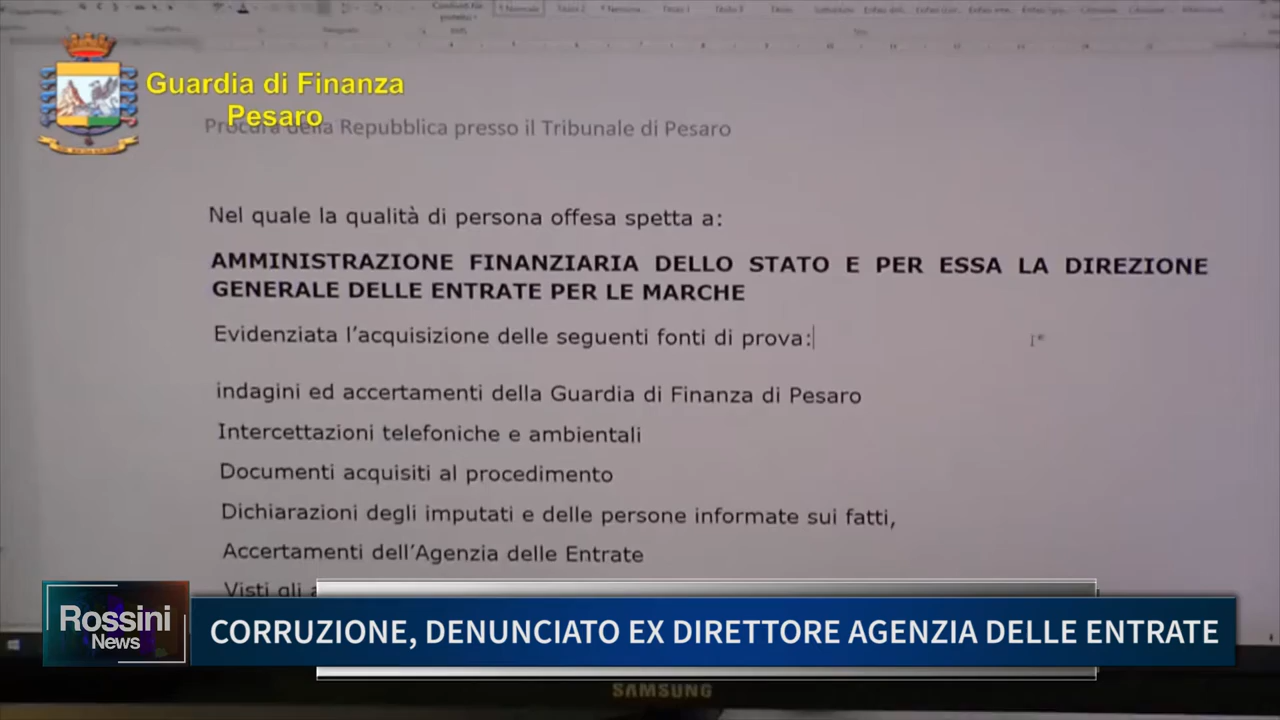 Guardia di Finanza
Pesaro
Procura della Repubblica presso il Tribunale di Pesaro
Nel quale la qualità di persona offesa spetta a:
AMMINISTRAZIONE FINANZIARIA DELLO STATO E PER ESSA LA DIREZIONE
GENERALE DELLE ENTRATE PER LE MARCHE
Evidenziata l'acquisizione delle seguenti fonti di prova:
indagini ed accertamenti della Guardia di Finanza di Pesaro
Intercettazioni telefoniche e ambientali
Documenti acquisiti al procedimento
Dichiarazioni degli imputati e delle persone informate sui fatti,
Accertamenti dell'Agenzia delle Entrate
Visti gli
Rossini
News
CORRUZIONE, DENUNCIATO EX DIRETTORE AGENZIA DELLE ENTRATE
SAMSUNG